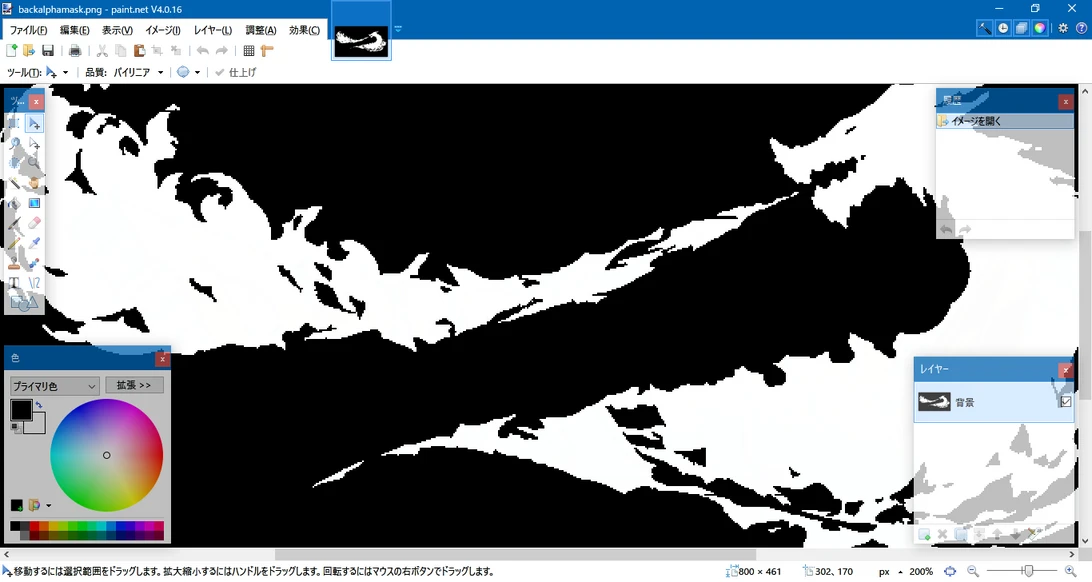 backalphamask.png - paint.net V4.0.16
ファイル(F) 編集(E) 表示(V) イメージ(I) レイヤー(L) 調整(A) 効果(C)
ツール(T): 品質: バイリニア 仕上げ
ツ...
履歴
イメージを開く
色
プライマリ色 拡張 >>
レイヤー
背景
移動するには選択範囲をドラッグします。拡大縮小するにはハンドルをドラッグします。回転するにはマウスの右ボタンでドラッグします。 800 × 461 302, 170 px 200%